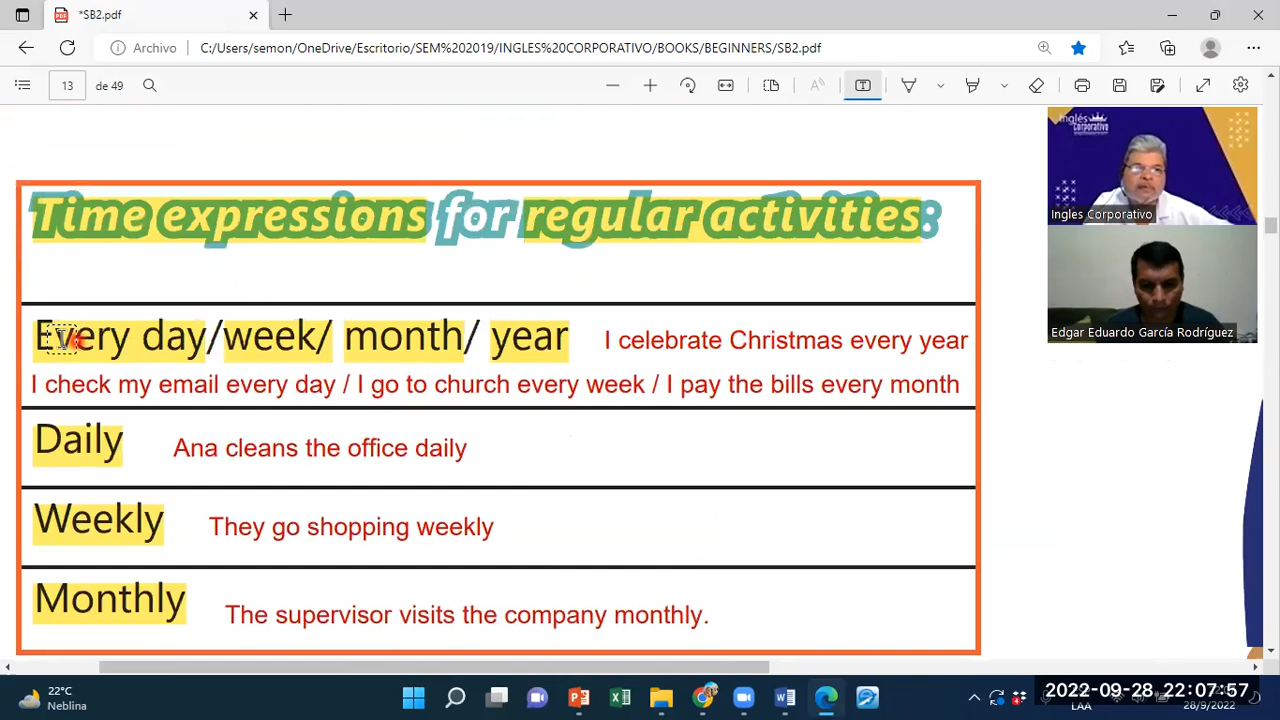 *SB2.pdf
Archivo
C:/Users/semon/OneDrive/Escritorio/SEM%202019/INGLES%20CORPORATIVO/BOOKS/BEGINNERS/SB2.pdf
13 de 49
Time expressions for regular activities:
Every day/week/ month/ year I celebrate Christmas every year
I check my email every day / I go to church every week / I pay the bills every month
Daily Ana cleans the office daily
Weekly They go shopping weekly
Monthly The supervisor visits the company monthly.
Inglés
Corporativo
Ingles Corporativo
Edgar Eduardo García Rodríguez
22°C
Neblina
2022-09-28 22:07:57
LAA
28/9/2022